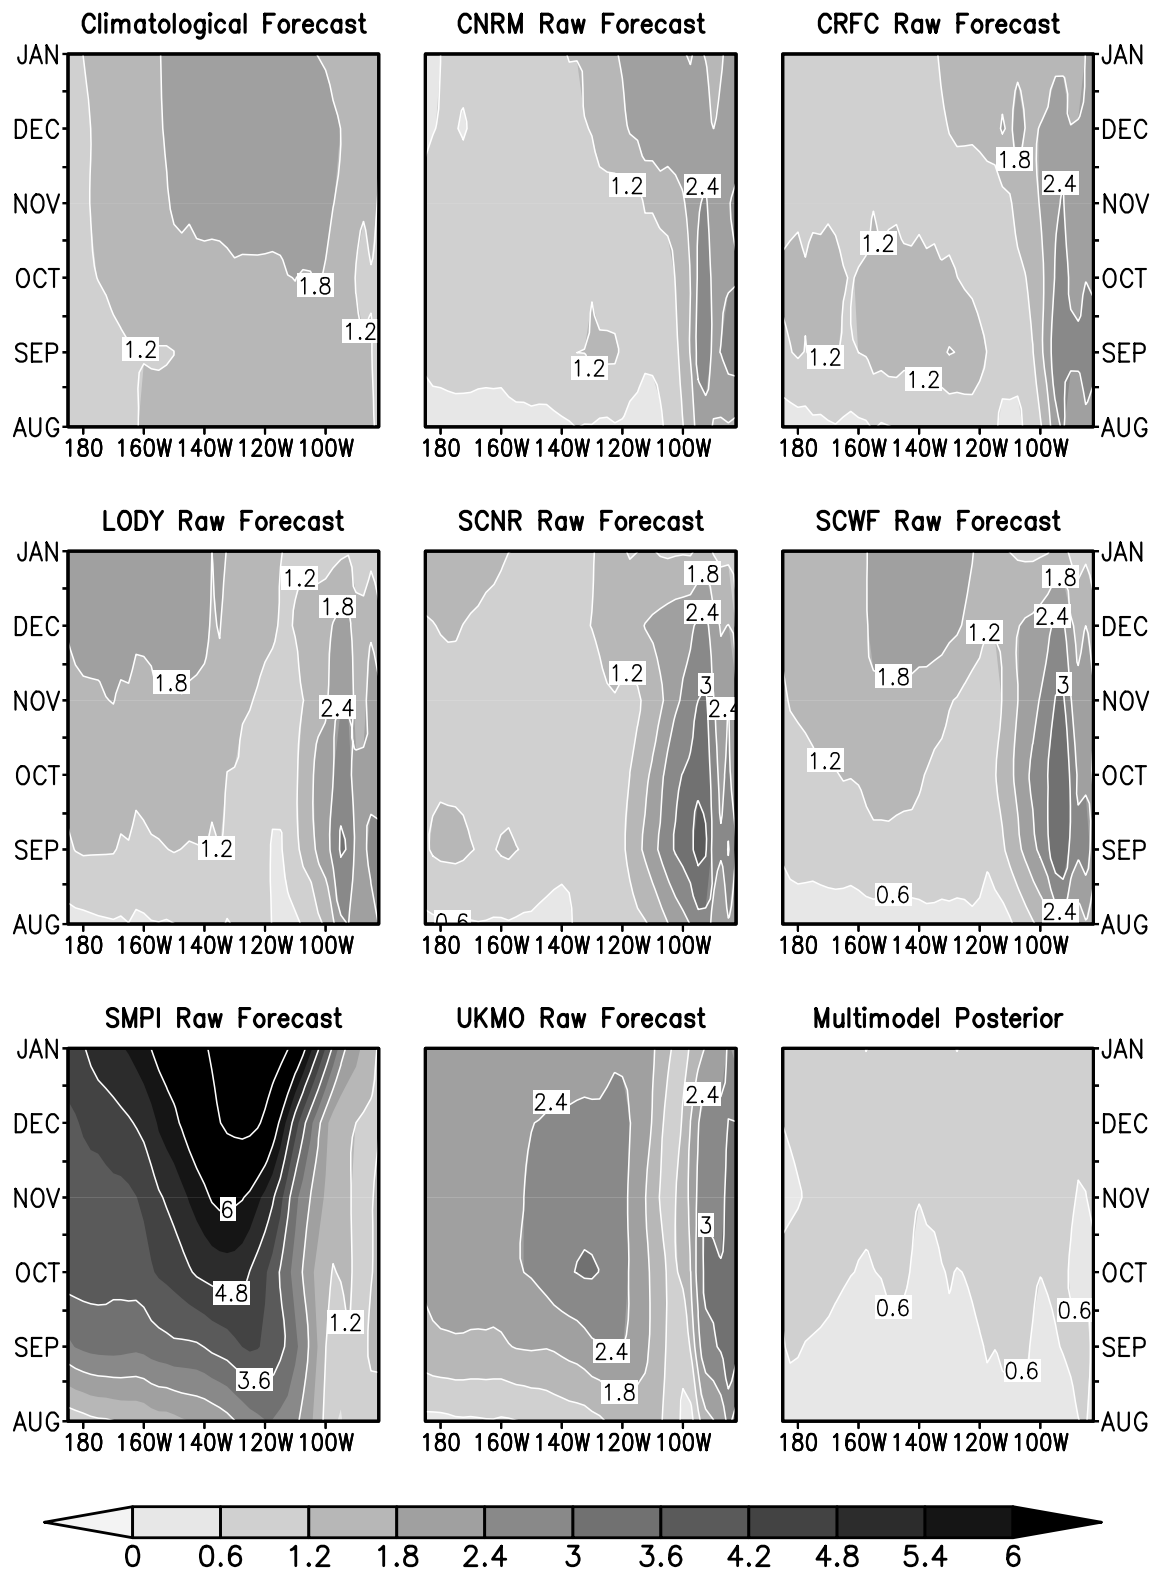 Climatological Forecast CNRM Raw Forecast CRFC Raw Forecast
JAN JAN
DEC DEC
1.8
1.2 2.4 2.4
NOV NOV
1.2
OCT 1.8 OCT
1.2
SEP 1.2 1.2 SEP
1.2 1.2
AUG AUG
180 160W 140W 120W 100W 180 160W 140W 120W 100W 180 160W 140W 120W 100W
LODY Raw Forecast SCNR Raw Forecast SCWF Raw Forecast
JAN JAN
1.2 1.8 1.8
1.8 2.4 2.4
DEC 1.2 DEC
1.8 1.2 3 1.8 3
NOV 2.4 2.4 NOV
1.2
OCT OCT
SEP 1.2 SEP
0.6
AUG 0.6 2.4 AUG
180 160W 140W 120W 100W 180 160W 140W 120W 100W 180 160W 140W 120W 100W
SMPI Raw Forecast UKMO Raw Forecast Multimodel Posterior
JAN JAN
2.4 2.4
DEC DEC
NOV NOV
6 3
OCT OCT
4.8 0.6 0.6
1.2
SEP 2.4 SEP
3.6 1.8 0.6
AUG AUG
180 160W 140W 120W 100W 180 160W 140W 120W 100W 180 160W 140W 120W 100W
0 0.6 1.2 1.8 2.4 3 3.6 4.2 4.8 5.4 6